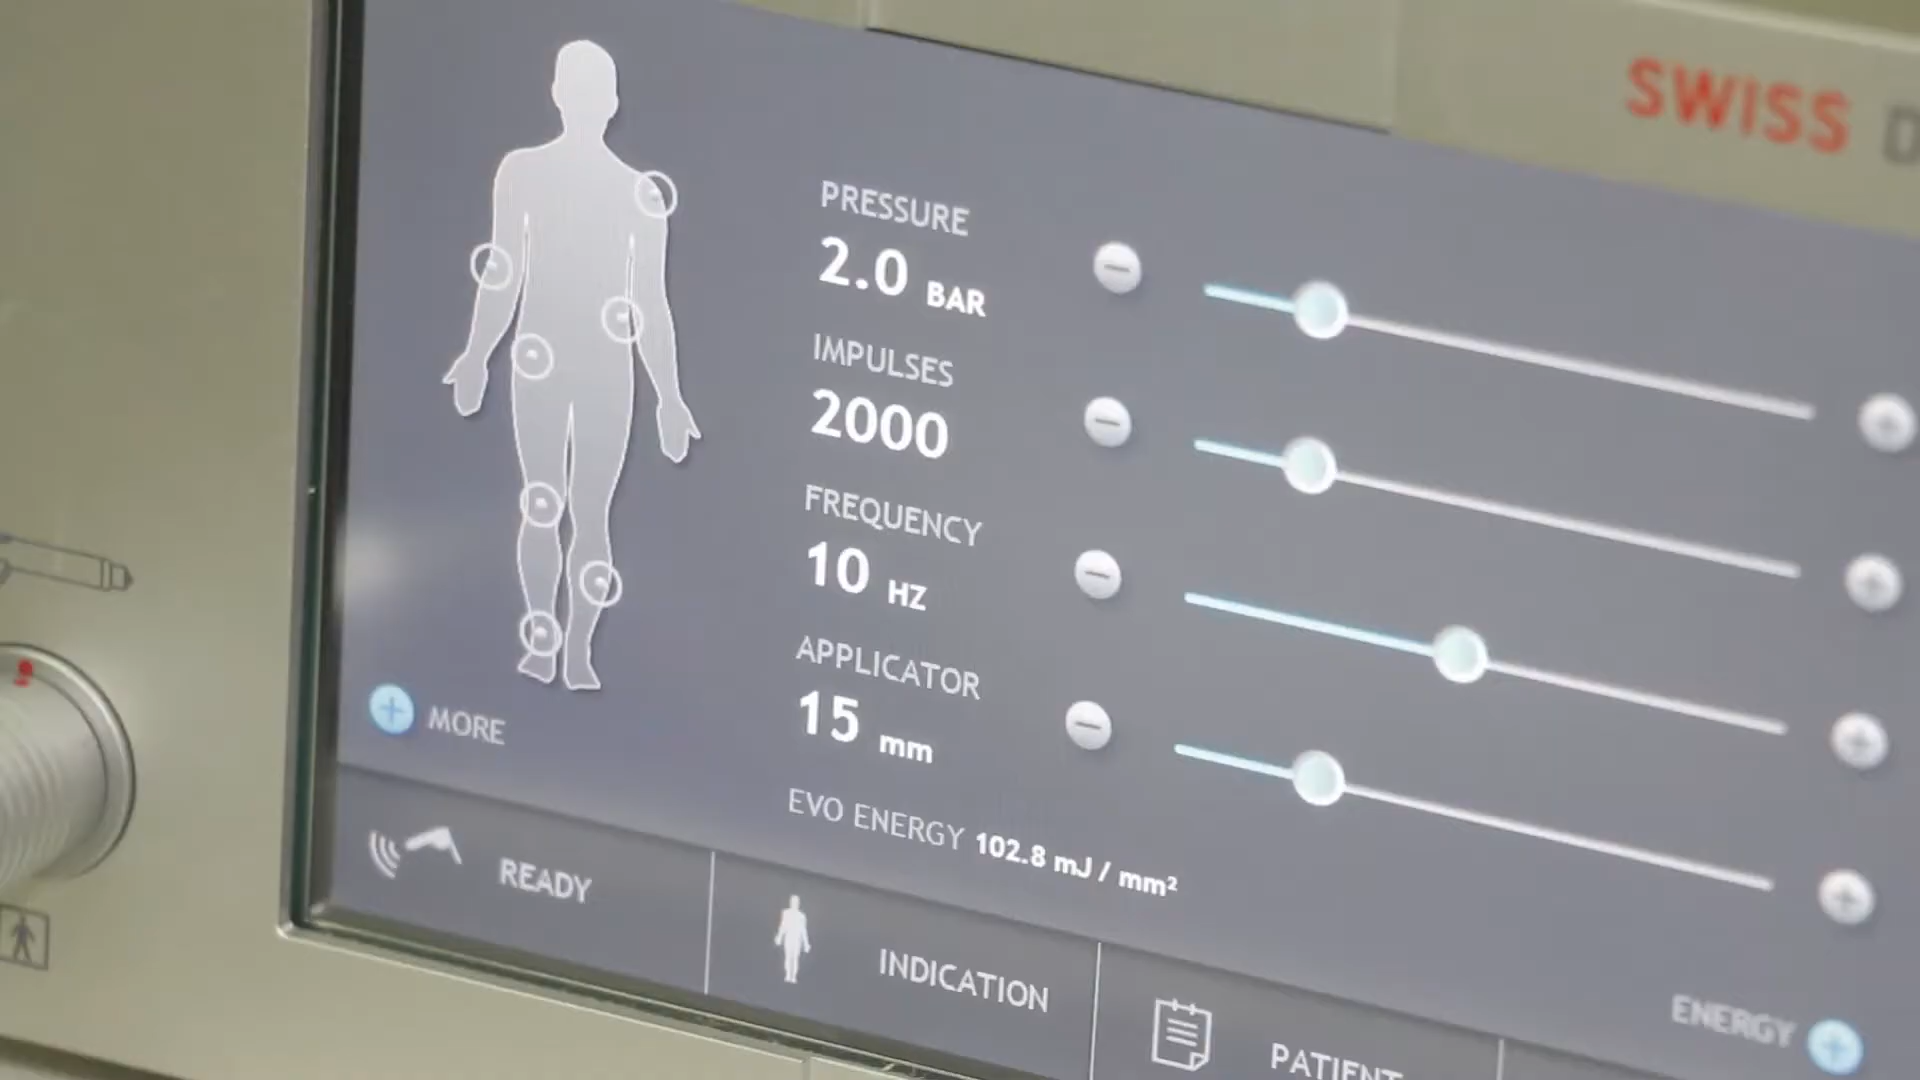 SWISS
PRESSURE
2.0 BAR
IMPULSES
2000
FREQUENCY
10 HZ
APPLICATOR
15 mm
EVO ENERGY 102.8 mJ / mm²
MORE
READY
INDICATION
PATIENT
ENERGY